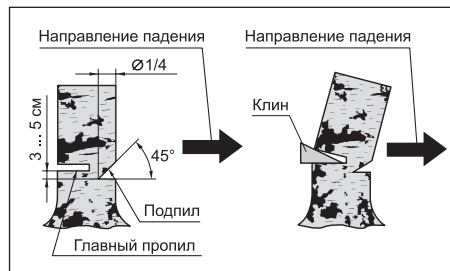 Направление падения
Направление падения
Ø1/4
Клин
3 ... 5 см
45°
Подпил
Главный пропил